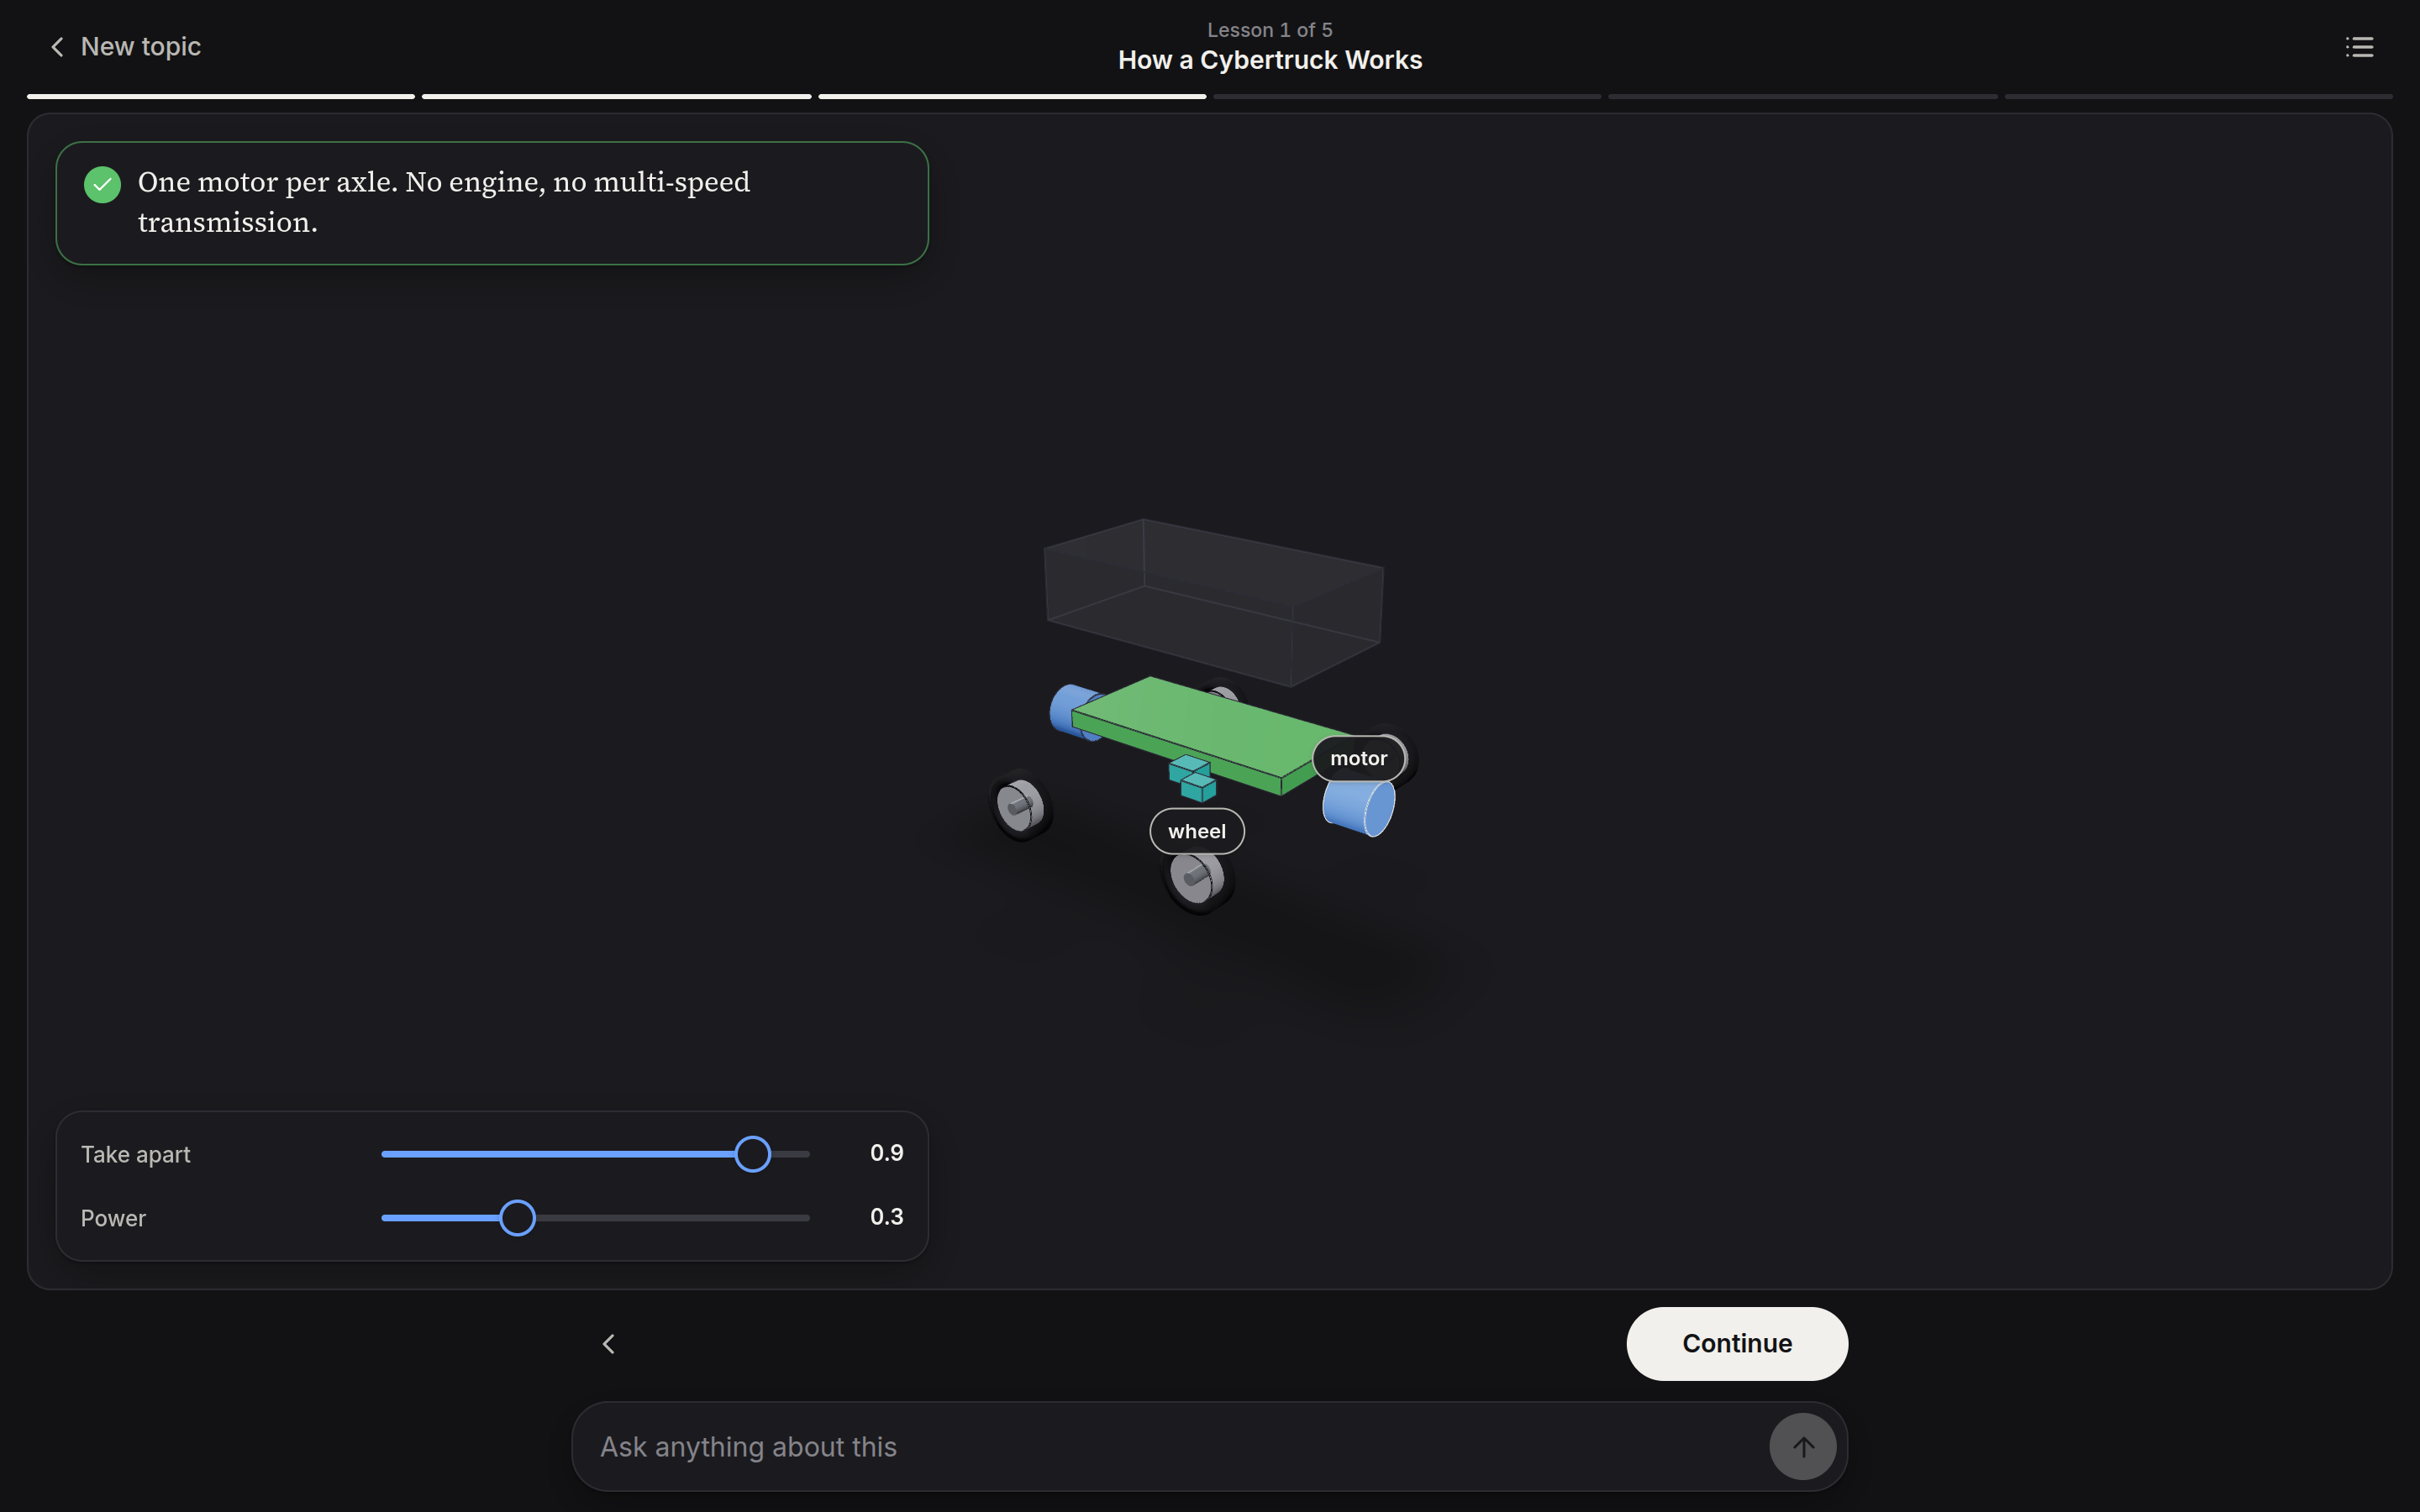 New topic
Lesson 1 of 5
How a Cybertruck Works
One motor per axle. No engine, no multi-speed
transmission.
motor
wheel
Take apart
0.9
Power
0.3
Continue
Ask anything about this